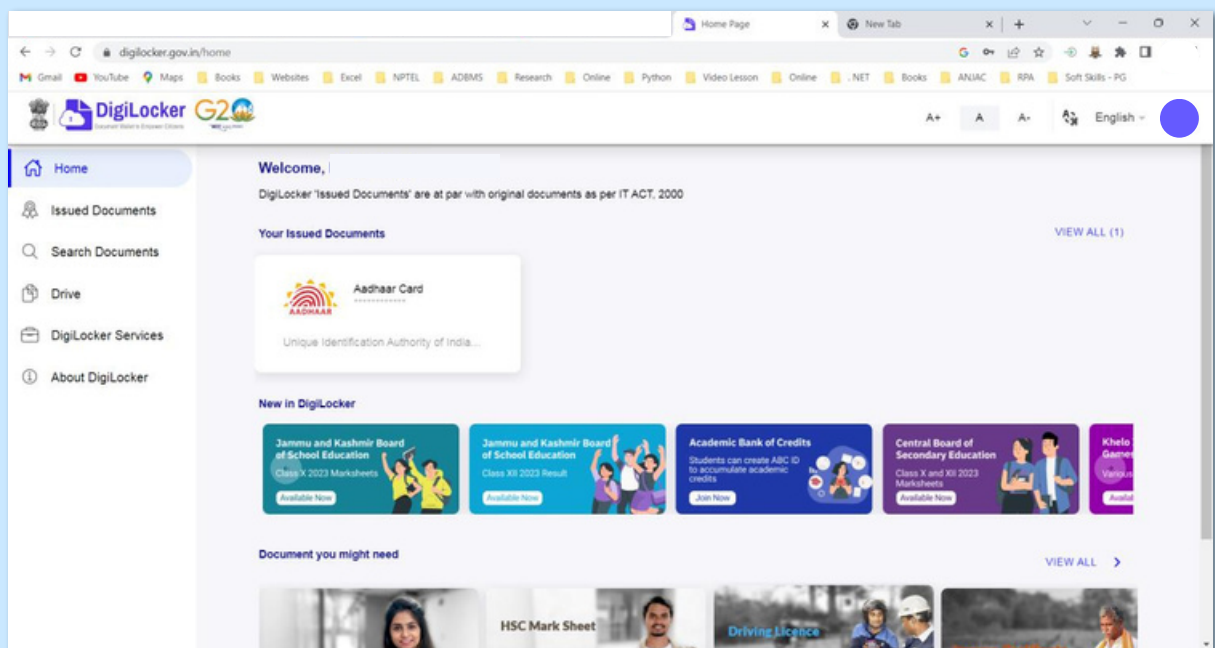 Home Page
New Tab
digilocker.gov.in/home
Gmail YouTube Maps Books Websites Excel NPTEL ADBMS Research Online Python Video Lesson Online .NET Books ANJAC RPA Soft Skills - PG
DigiLocker G20
A+ A A- English
Home
Issued Documents
Search Documents
Drive
DigiLocker Services
About DigiLocker
Welcome,
DigiLocker 'Issued Documents' are at par with original documents as per IT ACT, 2000
Your Issued Documents
VIEW ALL (1)
Aadhaar Card
AADHAAR
Unique Identification Authority of India...
New in DigiLocker
Jammu and Kashmir Board
of School Education
Class X 2023 Marksheets
Available Now
Jammu and Kashmir Board
of School Education
Class XII 2023 Result
Available Now
Academic Bank of Credits
Students can create ABC ID
to accumulate academic
credits
Join Now
Central Board of
Secondary Education
Class X and XII 2023
Marksheets
Available Now
Khelo
Games
Various
Document you might need
VIEW ALL
HSC Mark Sheet
Driving Licence